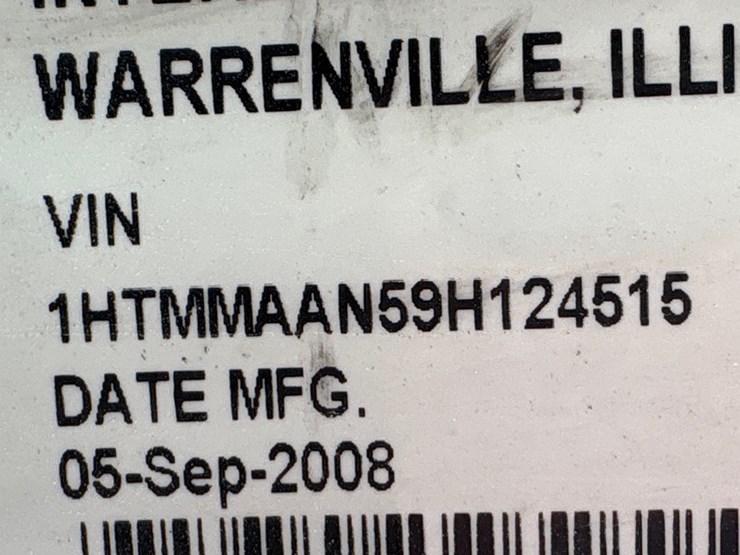 WARRENVILLE, ILLI
VIN
1HTMMAAN59H124515
DATE MFG.
05-Sep-2008